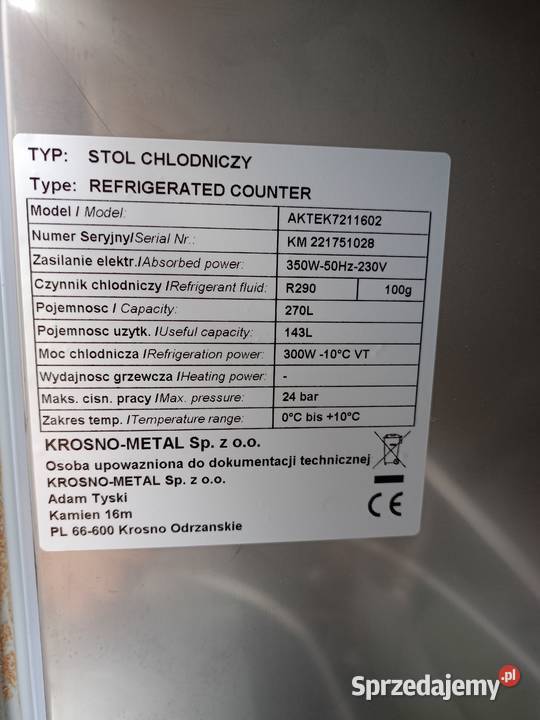 TYP: STOL CHLODNICZY
Type: REFRIGERATED COUNTER
Model / Model: AKTEK7211602
Numer Seryjny/Serial Nr.: KM 221751028
Zasilanie elektr./Absorbed power: 350W-50Hz-230V
Czynnik chlodniczy /Refrigerant fluid: R290 100g
Pojemnosc / Capacity: 270L
Pojemnosc uzytk. /Useful capacity: 143L
Moc chlodnicza /Refrigeration power: 300W -10°C VT
Wydajnosc grzewcza /Heating power: -
Maks. cisn. pracy /Max. pressure: 24 bar
Zakres temp. /Temperature range: 0°C bis +10°C
KROSNO-METAL Sp. z o.o.
Osoba upowazniona do dokumentacji technicznej
KROSNO-METAL Sp. z o.o.
Adam Tyski
Kamien 16m
PL 66-600 Krosno Odrzanskie
CE
Sprzedajemy.pl